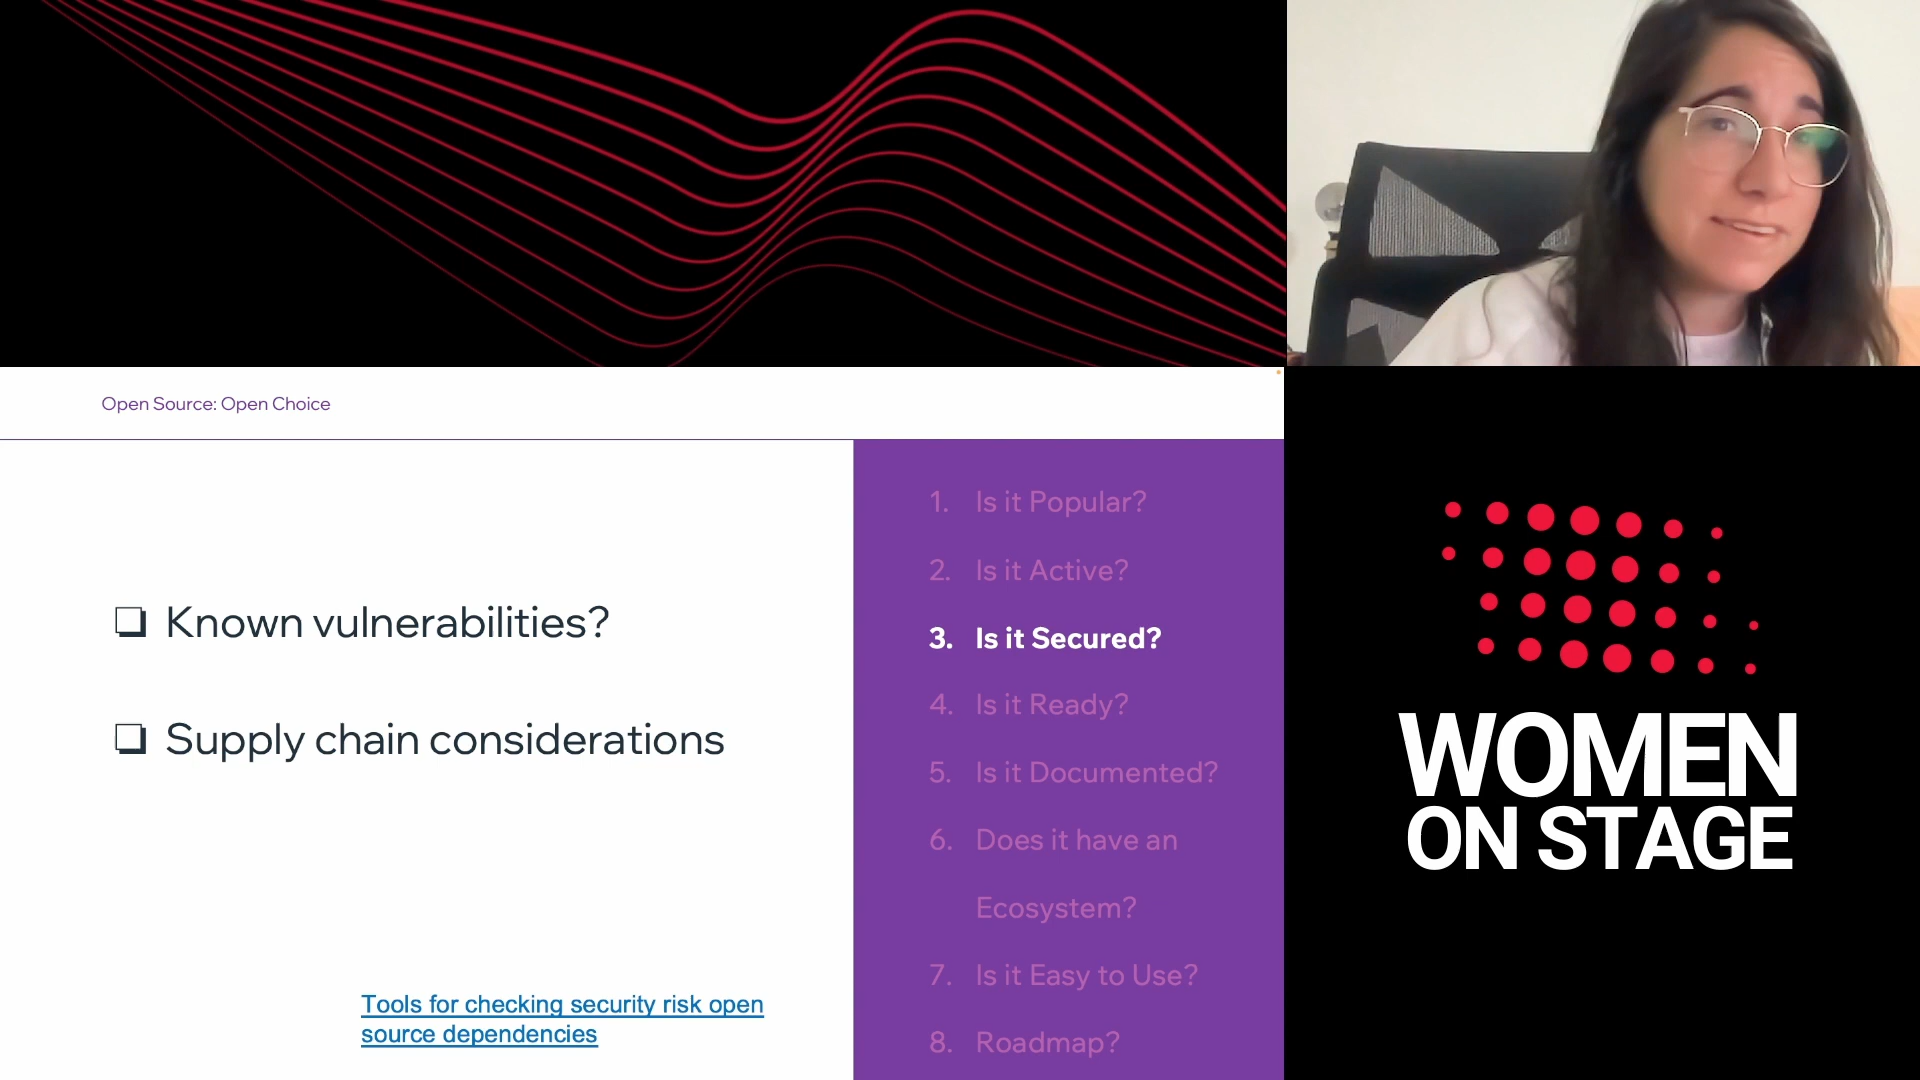 Open Source: Open Choice
❏ Known vulnerabilities?
❏ Supply chain considerations
Tools for checking security risk open
source dependencies
1. Is it Popular?
2. Is it Active?
3. Is it Secured?
4. Is it Ready?
5. Is it Documented?
6. Does it have an
Ecosystem?
7. Is it Easy to Use?
8. Roadmap?
WOMEN
ON STAGE